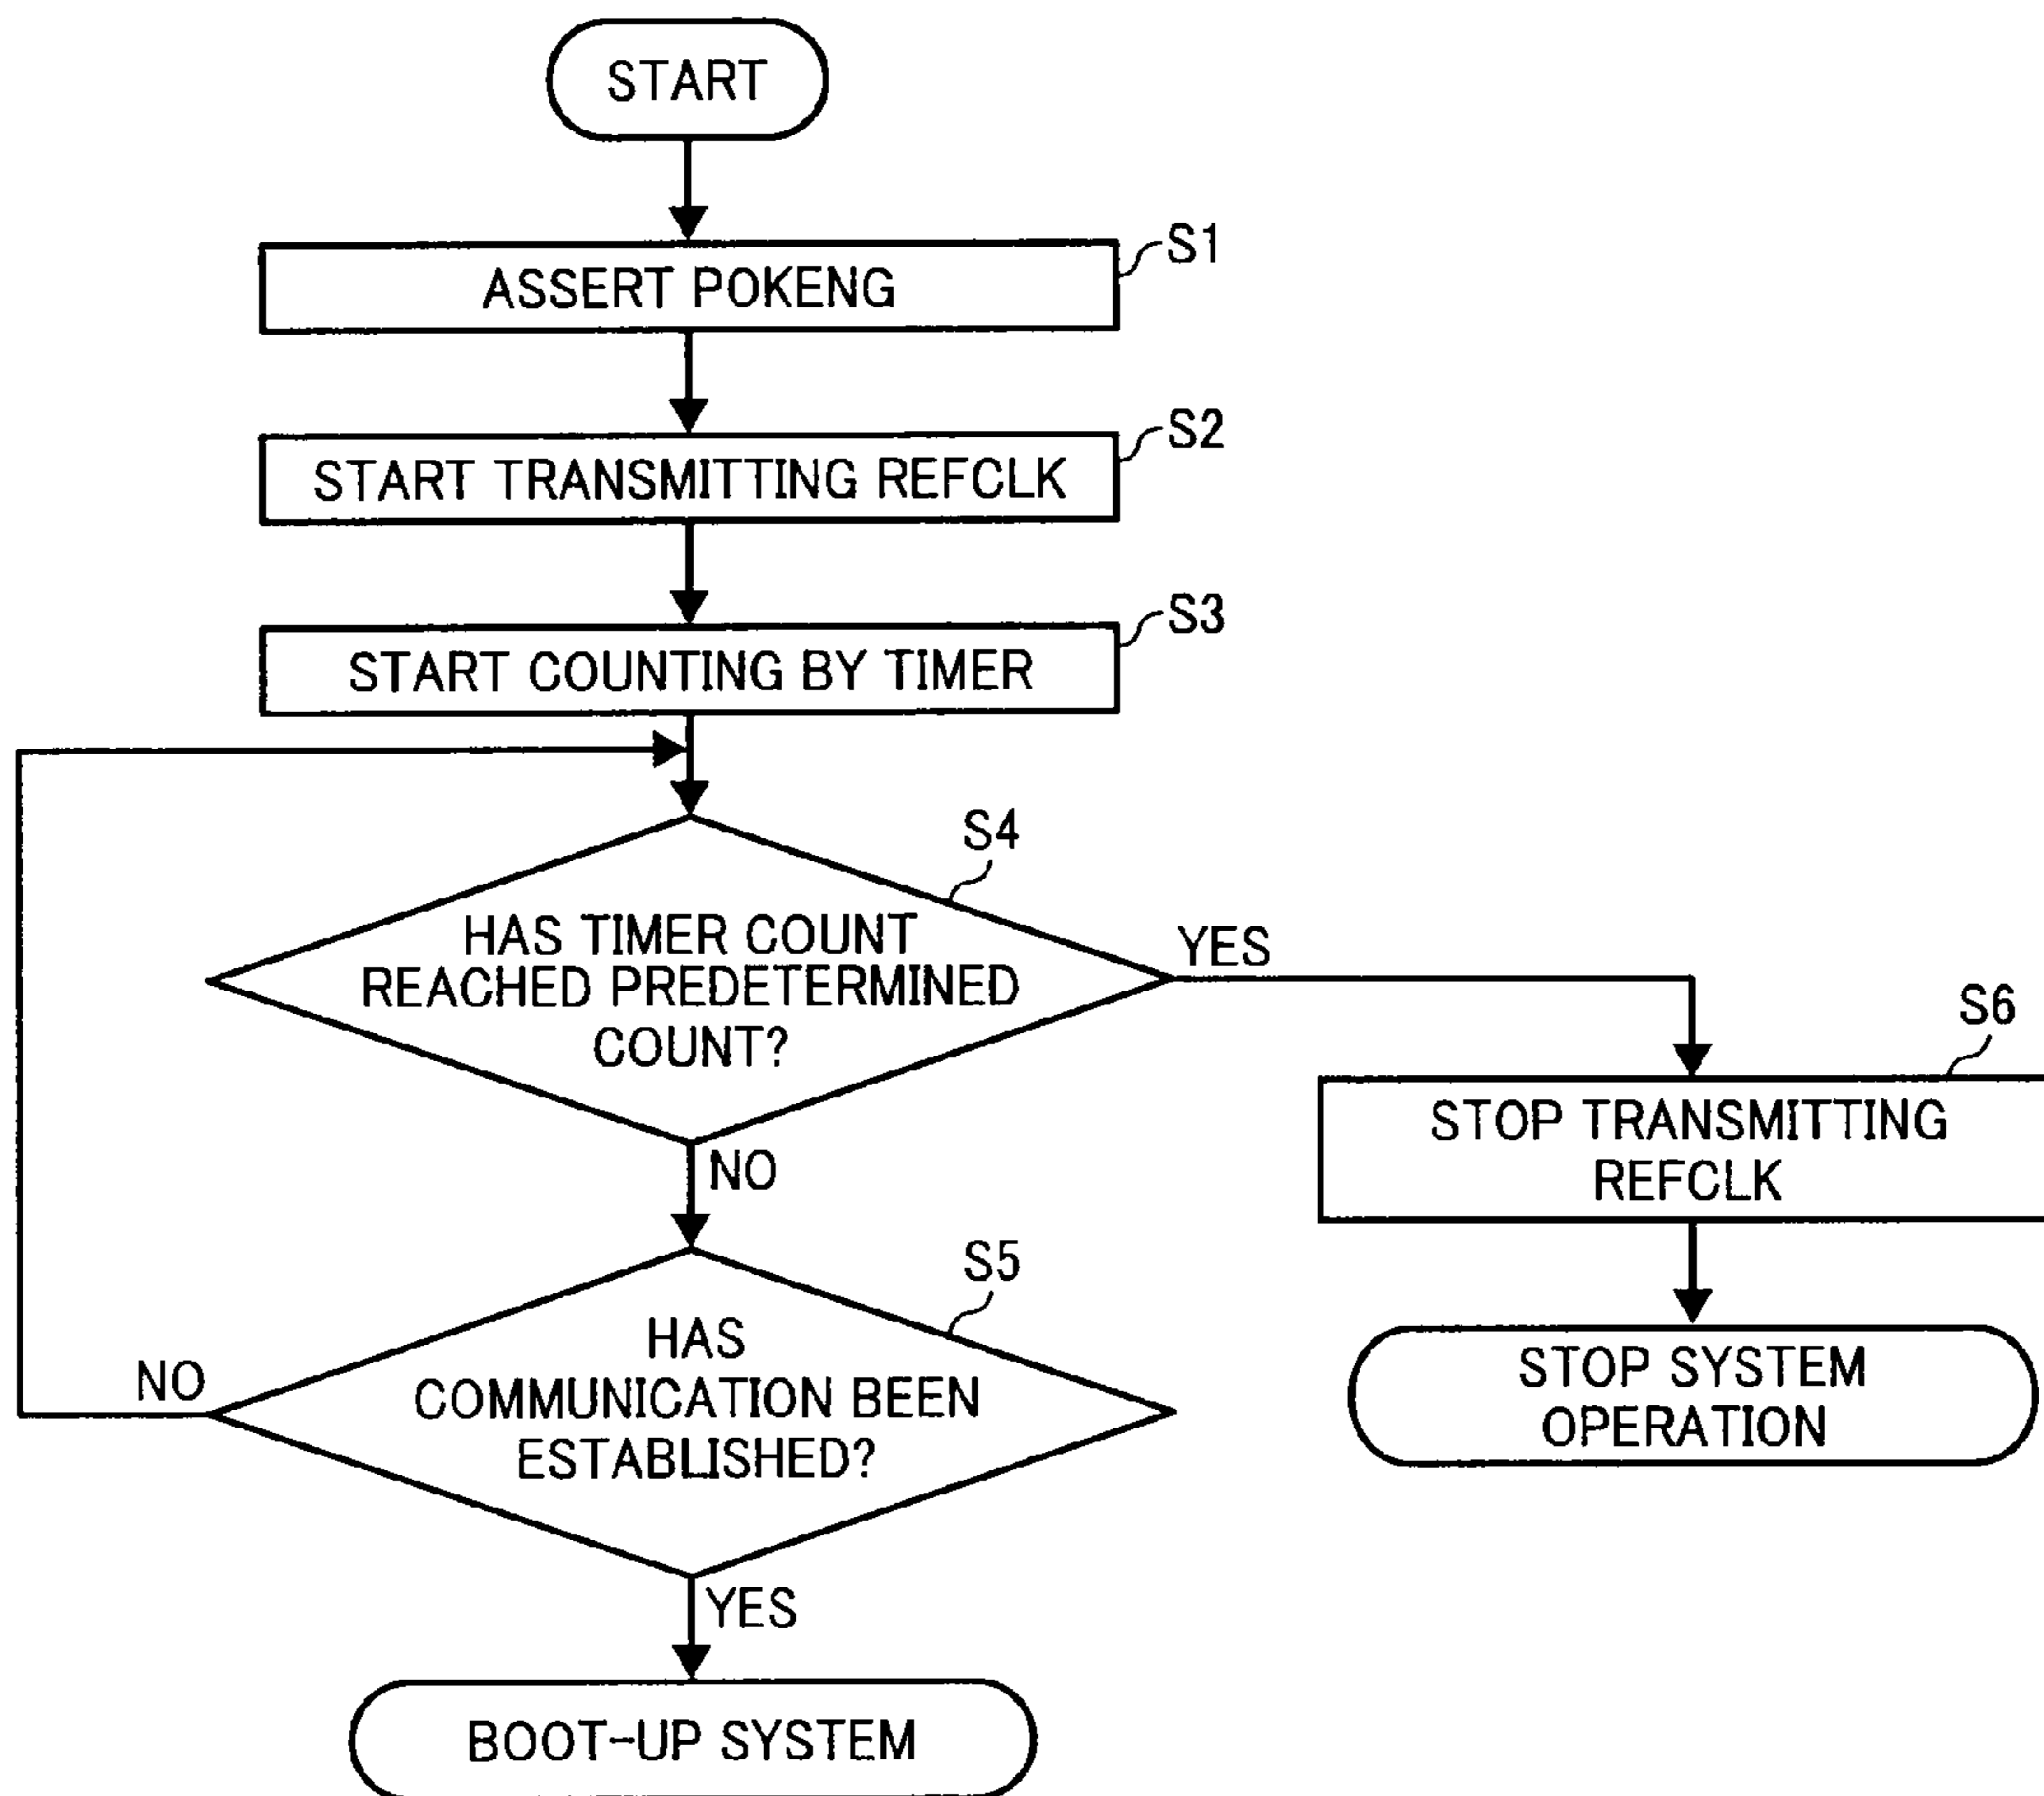 START
S1
ASSERT POKENG
S2
START TRANSMITTING REFCLK
S3
START COUNTING BY TIMER
S4
HAS TIMER COUNT
REACHED PREDETERMINED
COUNT?
YES
S6
STOP TRANSMITTING
REFCLK
NO
S5
HAS
COMMUNICATION BEEN
ESTABLISHED?
NO
STOP SYSTEM
OPERATION
YES
BOOT-UP SYSTEM